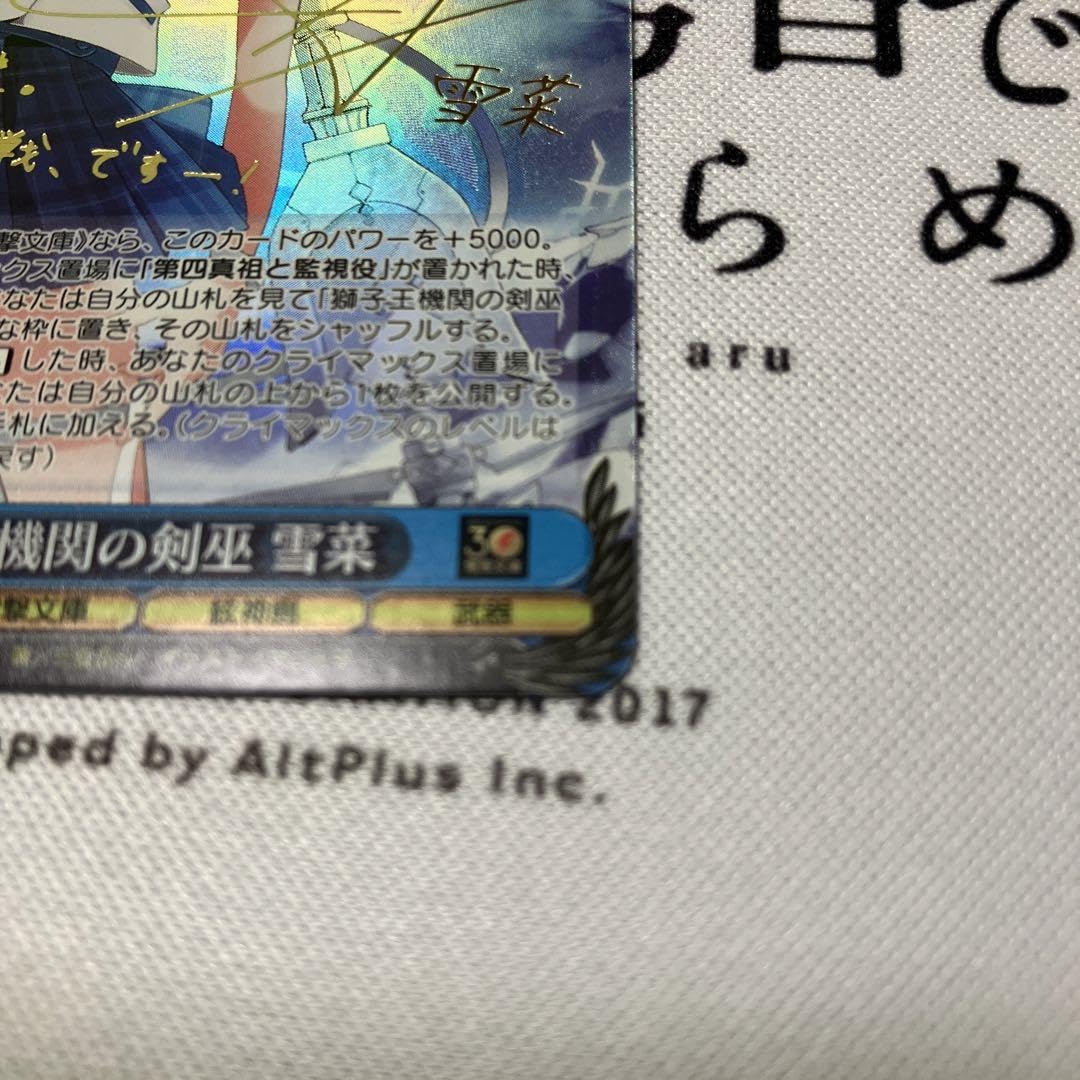 雪菜
も、ですー!
撃文庫》なら、このカードのパワーを+5000。
ックス置場に「第四真祖と監視役」が置かれた時、
なたは自分の山札を見て「獅子王機関の剣巫
な枠に置き、その山札をシャッフルする。
した時、あなたのクライマックス置場に
たは自分の山札の上から1枚を公開する。
手札に加える。(クライマックスのレベルは
戻す)
機関の剣巫 雪菜
30
撃文庫 武器
で
ら め
aru
2017
ped by AltPlus Inc.